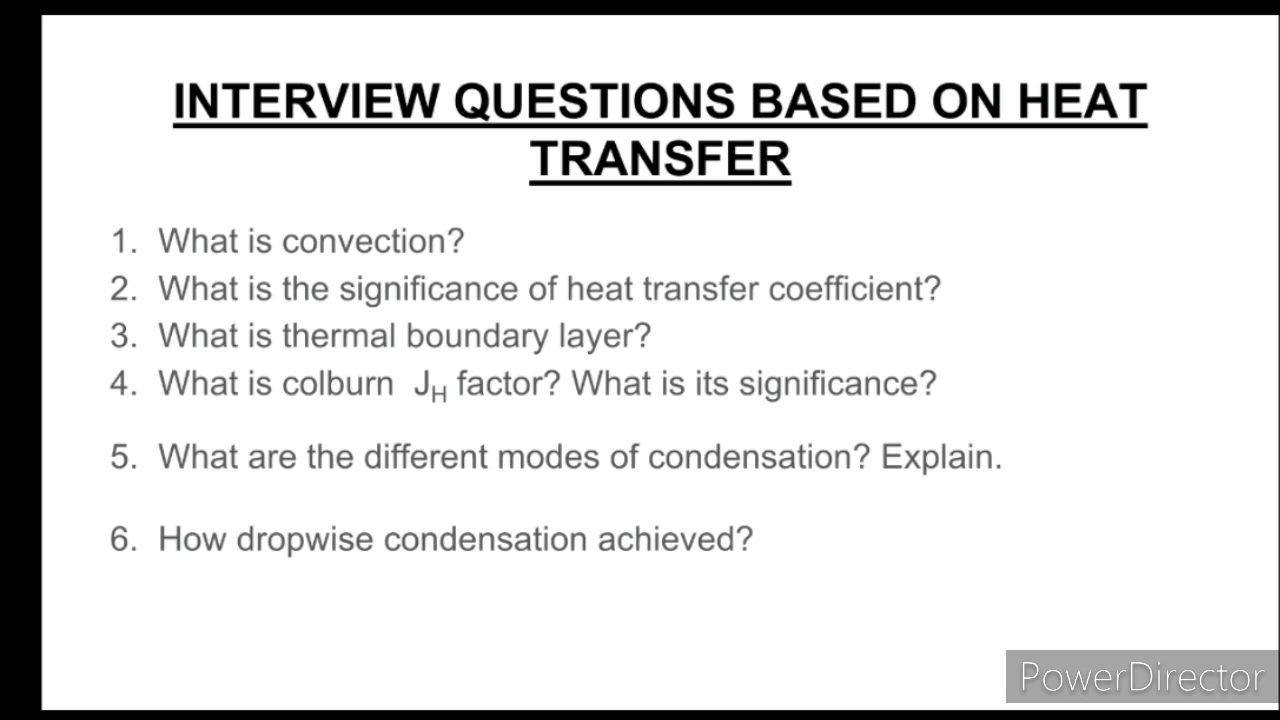 INTERVIEW QUESTIONS BASED ON HEAT
TRANSFER
1. What is convection?
2. What is the significance of heat transfer coefficient?
3. What is thermal boundary layer?
4. What is colburn J_H factor? What is its significance?
5. What are the different modes of condensation? Explain.
6. How dropwise condensation achieved?
PowerDirector